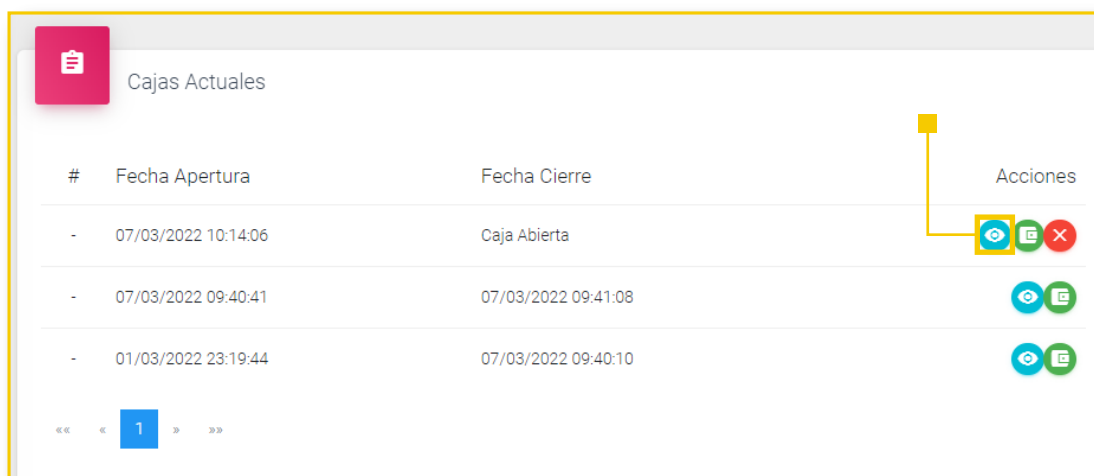 Cajas Actuales
# Fecha Apertura Fecha Cierre Acciones
- 07/03/2022 10:14:06 Caja Abierta
- 07/03/2022 09:40:41 07/03/2022 09:41:08
- 01/03/2022 23:19:44 07/03/2022 09:40:10
«« « 1 » »»